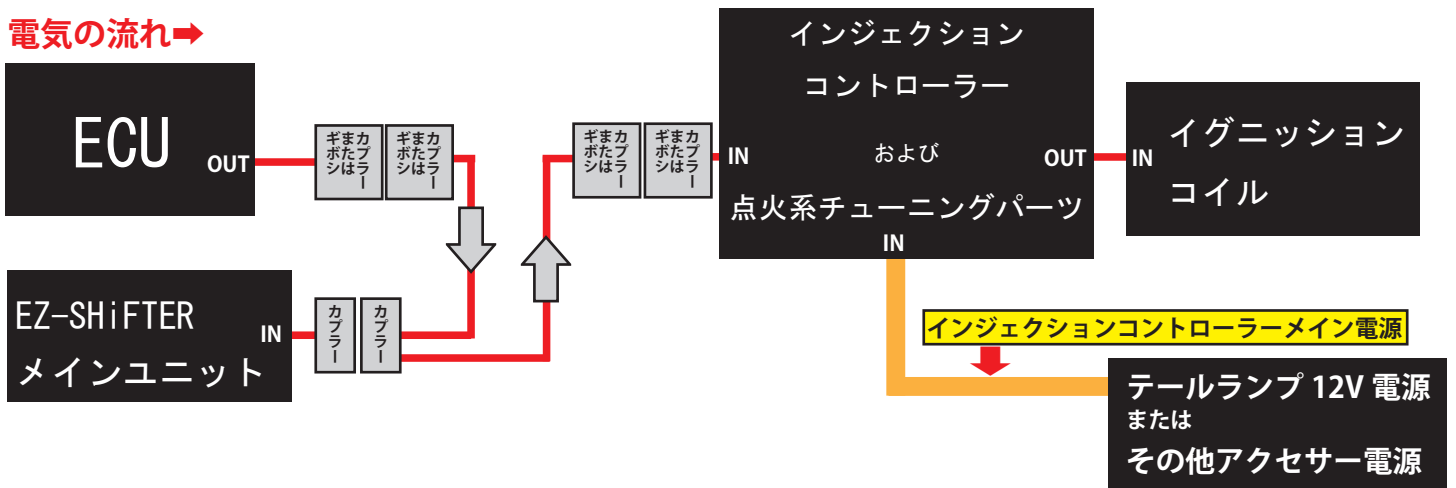 電気の流れ➡
ECU
OUT
カプラー
または
ギボシ
カプラー
または
ギボシ
EZ-SHiFTER
メインユニット
IN
カプラー
カプラー
カプラー
または
ギボシ
カプラー
または
ギボシ
インジェクション
コントローラー
および
点火系チューニングパーツ
IN
OUT
IN
IN
イグニッション
コイル
インジェクションコントローラーメイン電源
テールランプ 12V 電源
または
その他アクセサー電源